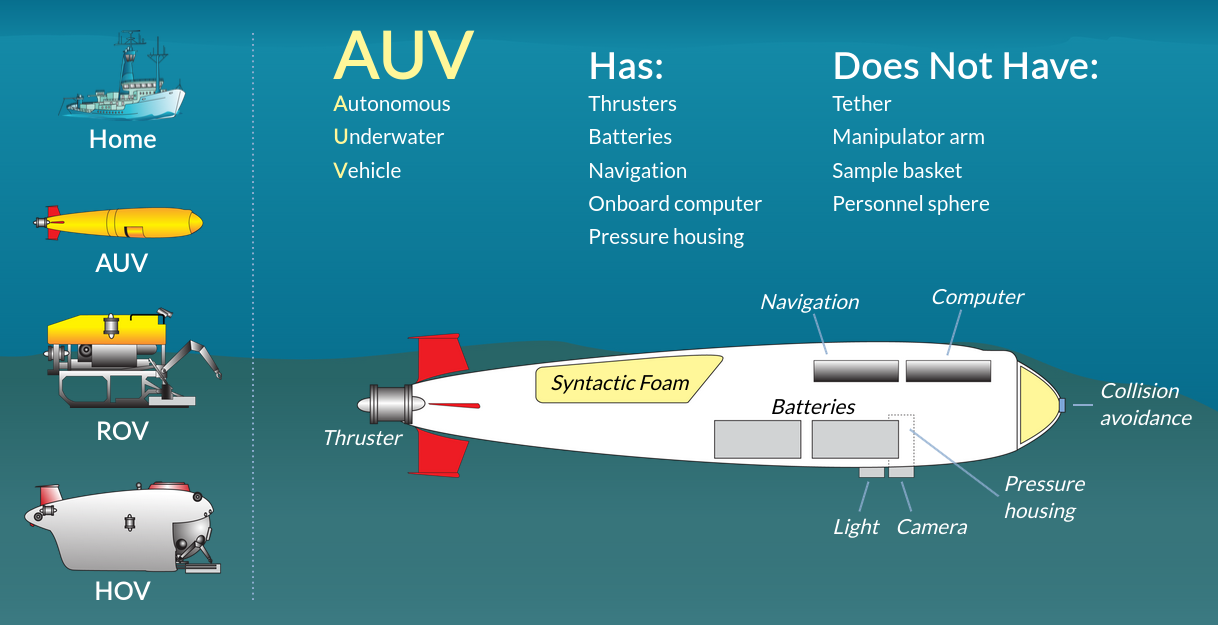 Home
AUV
ROV
HOV
AUV
Autonomous
Underwater
Vehicle
Has:
Thrusters
Batteries
Navigation
Onboard computer
Pressure housing
Does Not Have:
Tether
Manipulator arm
Sample basket
Personnel sphere
Navigation
Computer
Syntactic Foam
Batteries
Collision
avoidance
Thruster
Pressure
housing
Light
Camera